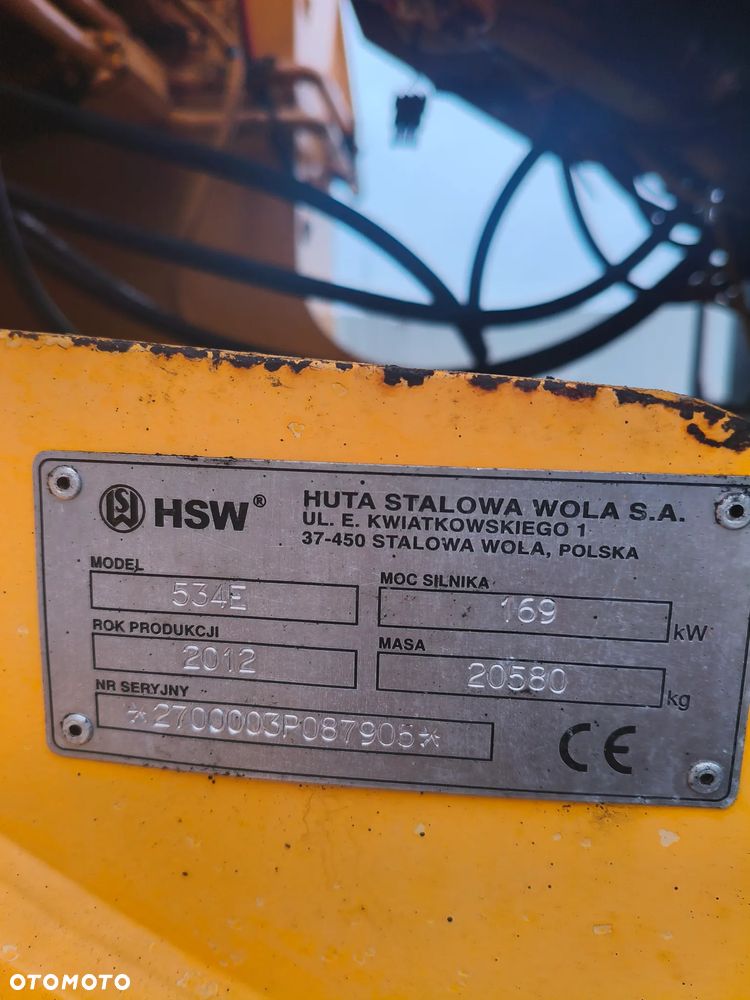 HSW®
HUTA STALOWA WOLA S.A.
UL. E. KWIATKOWSKIEGO 1
37-450 STALOWA WOLA, POLSKA
MODEL
534E
MOC SILNIKA
169 kW
ROK PRODUKCJI
2012
MASA
20580 kg
NR SERYJNY
*2700003P087905*
CE
OTOMOTO